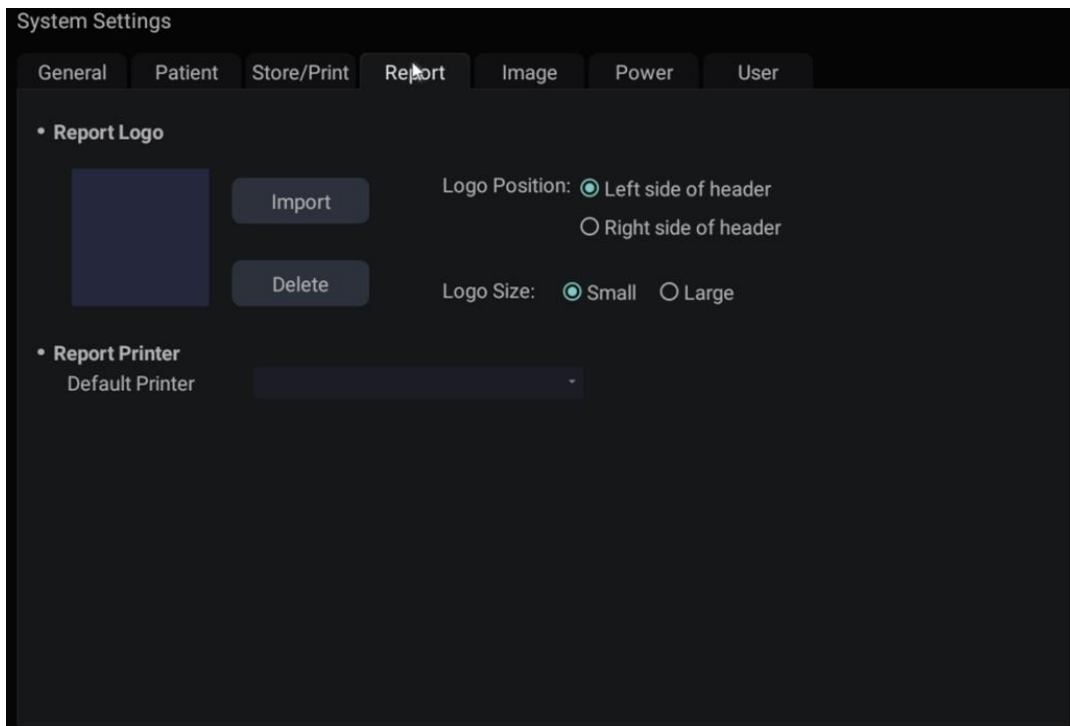 System Settings
General Patient Store/Print Report Image Power User
• Report Logo
Import
Logo Position: Left side of header
Right side of header
Delete
Logo Size: Small Large
• Report Printer
Default Printer